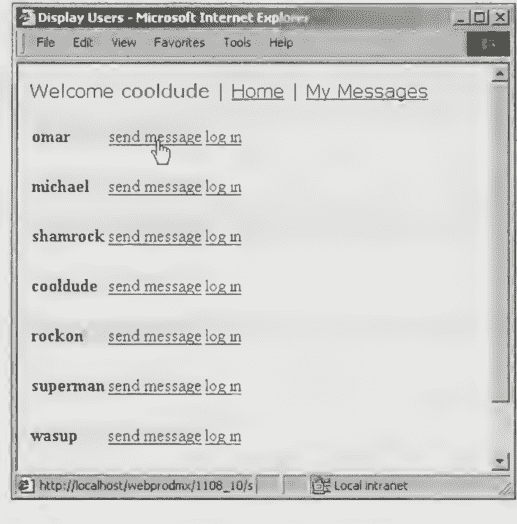 Display Users - Microsoft Internet Explorer
File Edit View Favorites Tools Help
Welcome cooldude | Home | My Messages
omar send message log in
michael send message log in
shamrock send message log in
cooldude send message log in
rockon send message log in
superman send message log in
wasup send message log in
http://localhost/webprodmx/1108_10/s Local intranet